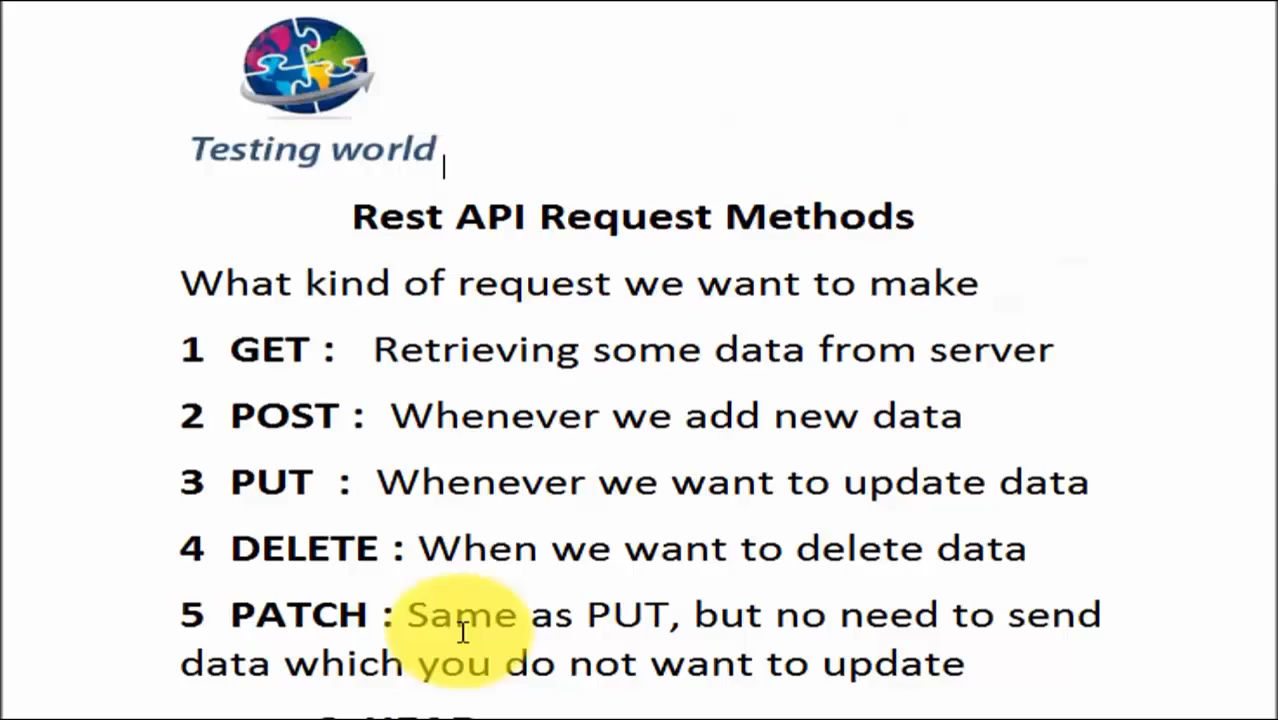 Testing world
Rest API Request Methods
What kind of request we want to make
1 GET : Retrieving some data from server
2 POST : Whenever we add new data
3 PUT : Whenever we want to update data
4 DELETE : When we want to delete data
5 PATCH : Same as PUT, but no need to send
data which you do not want to update